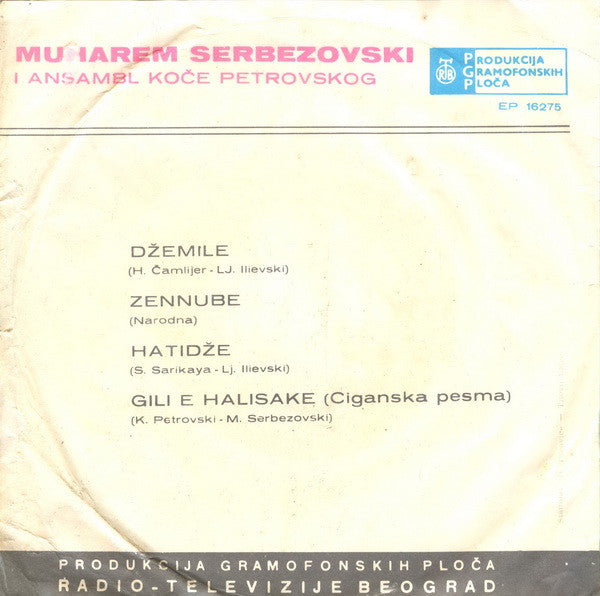 MUHAREM SERBEZOVSKI
I ANSAMBL KOČE PETROVSKOG
RTB
PRODUKCIJA
GRAMOFONSKIH
PLOČA
EP 16275
DŽEMILE
(H. Čamlijer - LJ. Ilievski)
ZENNUBE
(Narodna)
HATIDŽE
(S. Sarikaya - Lj. Ilievski)
GILI E HALISAKE (Ciganska pesma)
(K. Petrovski - M. Serbezovski)
PRODUKCIJA GRAMOFONSKIH PLOČA
RADIO-TELEVIZIJE BEOGRAD